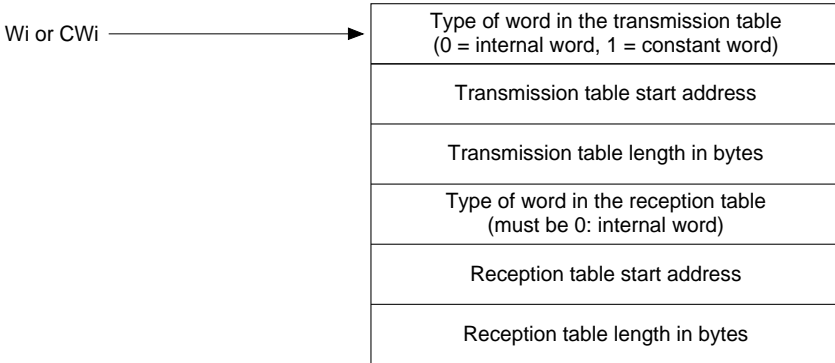 Wi or CWi
Type of word in the transmission table
(0 = internal word, 1 = constant word)
Transmission table start address
Transmission table length in bytes
Type of word in the reception table
(must be 0: internal word)
Reception table start address
Reception table length in bytes